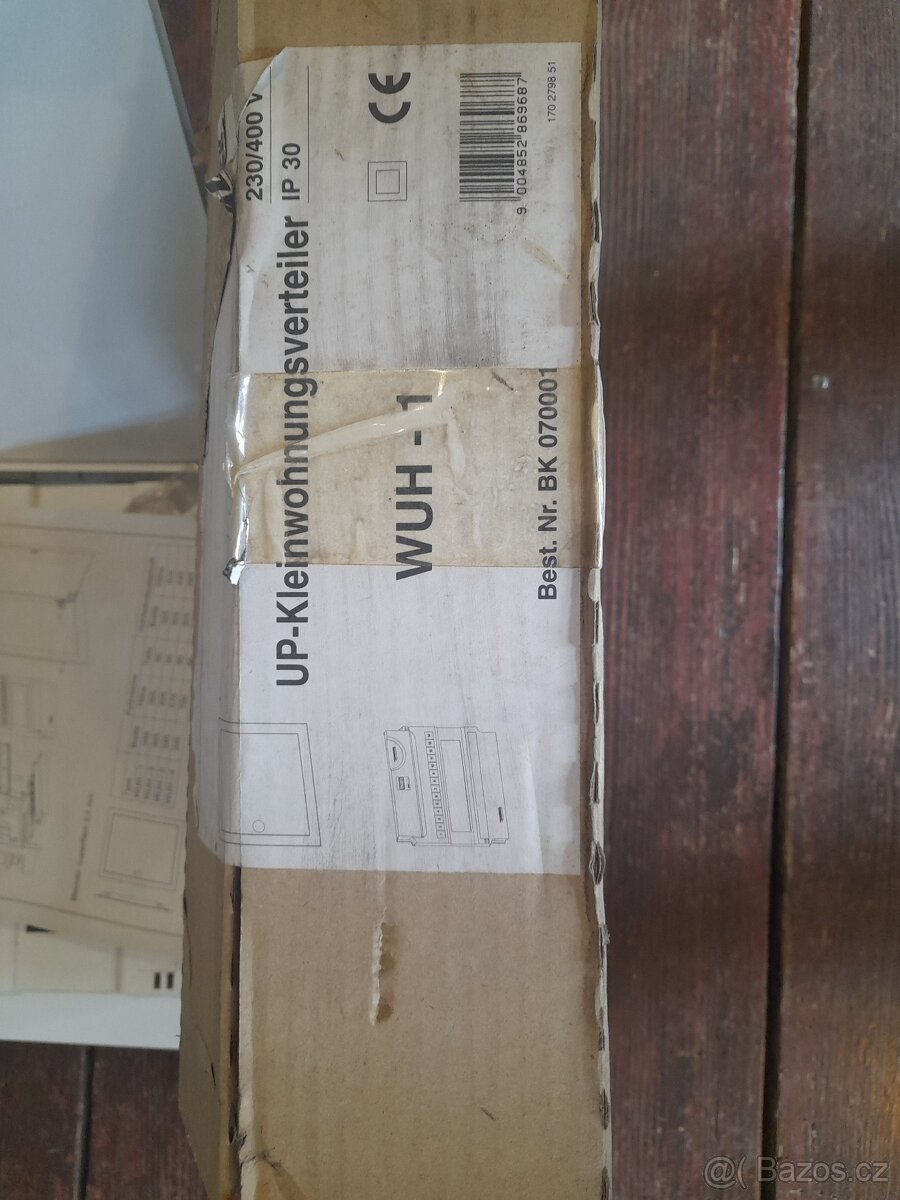 UP-Kleinwohnungsverteiler
230/400 V
IP 30
WUH - 1
CE
Best. Nr. BK 070001
9 004852 869687
170 2798 51
@( Bazos.cz